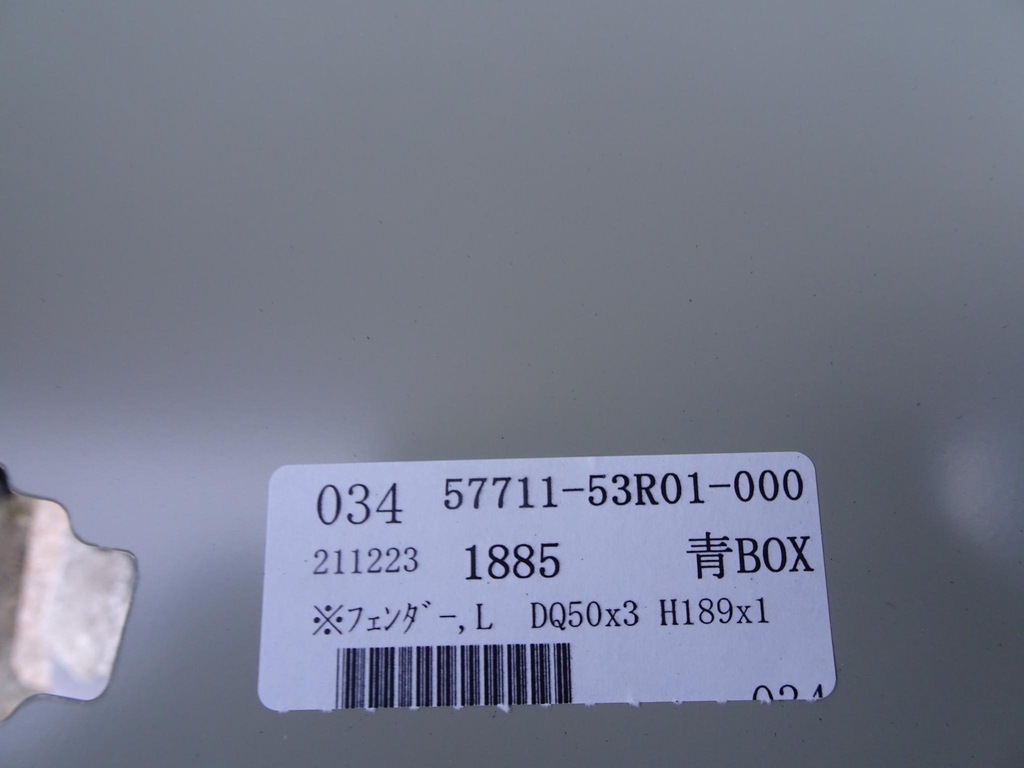 034 57711-53R01-000
211223 1885 青BOX
※ﾌｪﾝﾀﾞｰ,L DQ50x3 H189x1